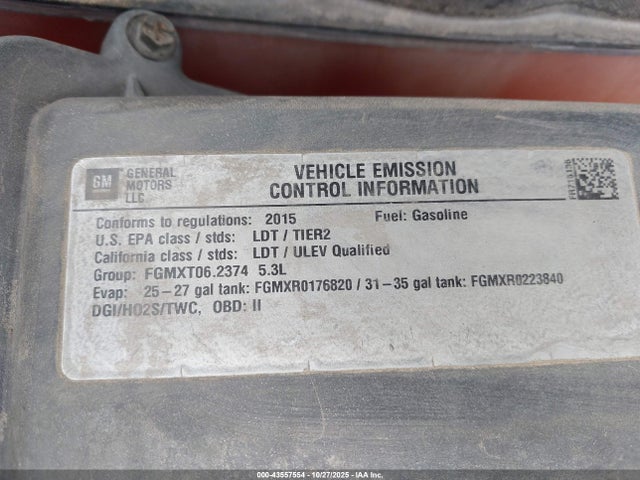 GM
GENERAL MOTORS LLC
VEHICLE EMISSION
CONTROL INFORMATION
Conforms to regulations: 2015 Fuel: Gasoline
U.S. EPA class / stds: LDT / TIER2
California class / stds: LDT / ULEV Qualified
Group: FGMXT06.2374 5.3L
Evap: 25-27 gal tank: FGMXR0176820 / 31-35 gal tank: FGMXR0223840
DGI/HO2S/TWC, OBD: II
000-43557554 | 10/27/2025 | IAA Inc.